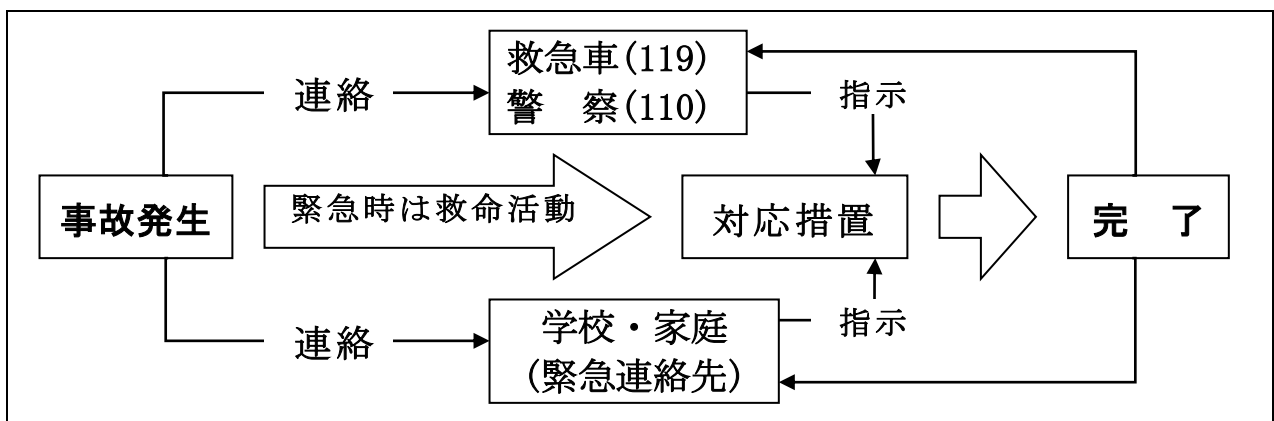 救急車(119)
警　察(110)
連絡
指示
事故発生
緊急時は救命活動
対応措置
完　了
連絡
学校・家庭
(緊急連絡先)
指示